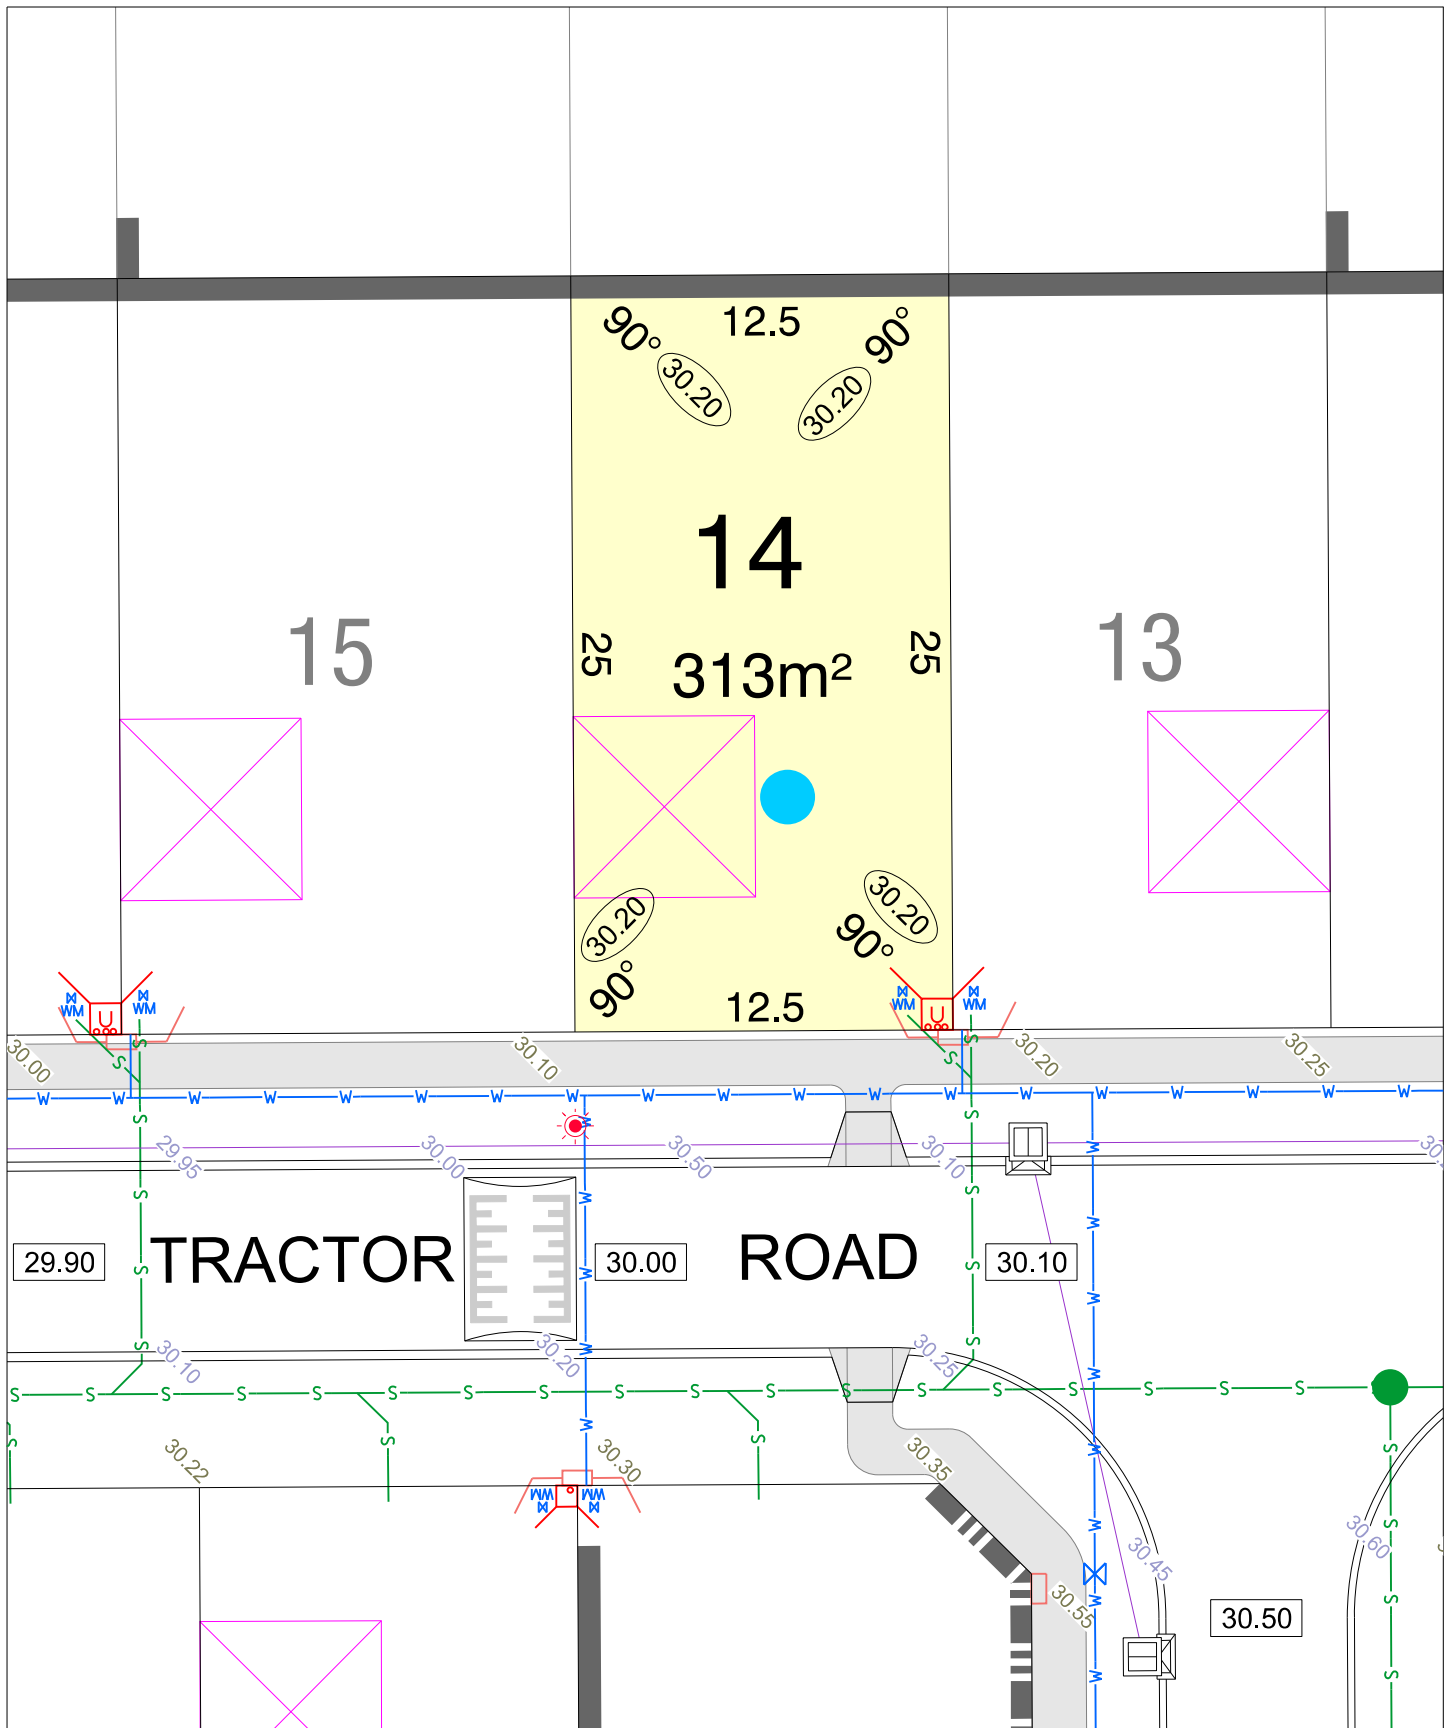 90° 12.5 90°
30.20 30.20
14
15 25 313m² 25 13
30.20 30.20
90° 12.5 90°
WM U WM WM U WM
S S S S
30.00 30.10 30.20 30.25
W W W W W W W W W W W W W W W W W W W
S S W W
29.95 30.00 30.50 30.10
S W S W
29.90 TRACTOR 30.00 ROAD 30.10
S W S W
S W S W
30.10 30.20 30.25
S S S S S S S S S S S S S S S S S S
S S W S W S
30.22 30.30 30.35
WM WM
W S
30.60 30.45
W S
30.55 30.50
W S